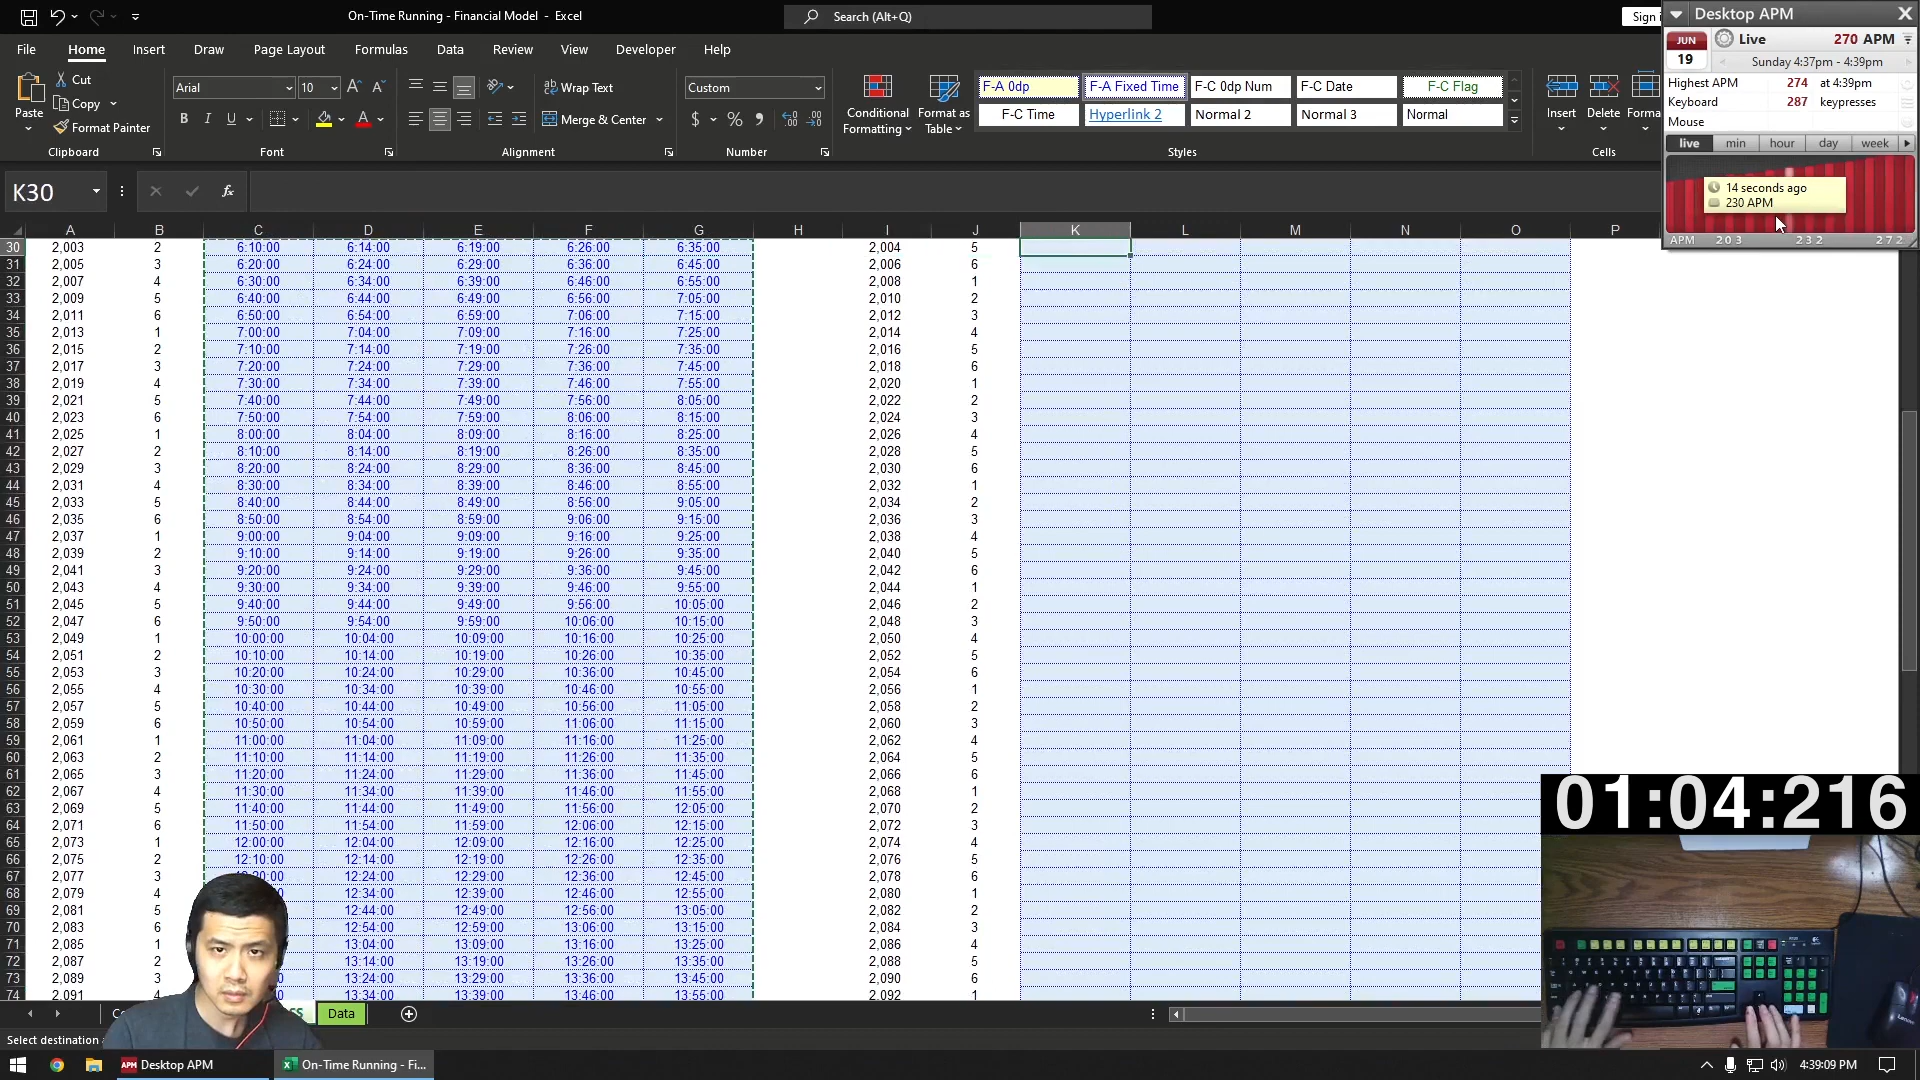 On-Time Running - Financial Model - Excel
Search (Alt+Q)
Sign i
File Home Insert Draw Page Layout Formulas Data Review View Developer Help
Paste
Cut
Copy
Format Painter
Clipboard
Arial 10
B I U
Font
Wrap Text
Merge & Center
Alignment
Custom
$ % 9
Number
Conditional Formatting
Format as Table
F-A 0dp F-A Fixed Time F-C 0dp Num F-C Date F-C Flag
F-C Time Hyperlink 2 Normal 2 Normal 3 Normal
Styles
Insert Delete Forma
Cells
Desktop APM X
JUN 19
Live 270 APM
Sunday 4:37pm - 4:39pm
Highest APM 274 at 4:39pm
Keyboard 287 keypresses
Mouse
live min hour day week
14 seconds ago
230 APM
APM 203 232 272
K30 fx
A B C D E F G H I J K L M N O P
30 2,003 2 6:10:00 6:14:00 6:19:00 6:26:00 6:35:00 2,004 5
31 2,005 3 6:20:00 6:24:00 6:29:00 6:36:00 6:45:00 2,006 6
32 2,007 4 6:30:00 6:34:00 6:39:00 6:46:00 6:55:00 2,008 1
33 2,009 5 6:40:00 6:44:00 6:49:00 6:56:00 7:05:00 2,010 2
34 2,011 6 6:50:00 6:54:00 6:59:00 7:06:00 7:15:00 2,012 3
35 2,013 1 7:00:00 7:04:00 7:09:00 7:16:00 7:25:00 2,014 4
36 2,015 2 7:10:00 7:14:00 7:19:00 7:26:00 7:35:00 2,016 5
37 2,017 3 7:20:00 7:24:00 7:29:00 7:36:00 7:45:00 2,018 6
38 2,019 4 7:30:00 7:34:00 7:39:00 7:46:00 7:55:00 2,020 1
39 2,021 5 7:40:00 7:44:00 7:49:00 7:56:00 8:05:00 2,022 2
40 2,023 6 7:50:00 7:54:00 7:59:00 8:06:00 8:15:00 2,024 3
41 2,025 1 8:00:00 8:04:00 8:09:00 8:16:00 8:25:00 2,026 4
42 2,027 2 8:10:00 8:14:00 8:19:00 8:26:00 8:35:00 2,028 5
43 2,029 3 8:20:00 8:24:00 8:29:00 8:36:00 8:45:00 2,030 6
44 2,031 4 8:30:00 8:34:00 8:39:00 8:46:00 8:55:00 2,032 1
45 2,033 5 8:40:00 8:44:00 8:49:00 8:56:00 9:05:00 2,034 2
46 2,035 6 8:50:00 8:54:00 8:59:00 9:06:00 9:15:00 2,036 3
47 2,037 1 9:00:00 9:04:00 9:09:00 9:16:00 9:25:00 2,038 4
48 2,039 2 9:10:00 9:14:00 9:19:00 9:26:00 9:35:00 2,040 5
49 2,041 3 9:20:00 9:24:00 9:29:00 9:36:00 9:45:00 2,042 6
50 2,043 4 9:30:00 9:34:00 9:39:00 9:46:00 9:55:00 2,044 1
51 2,045 5 9:40:00 9:44:00 9:49:00 9:56:00 10:05:00 2,046 2
52 2,047 6 9:50:00 9:54:00 9:59:00 10:06:00 10:15:00 2,048 3
53 2,049 1 10:00:00 10:04:00 10:09:00 10:16:00 10:25:00 2,050 4
54 2,051 2 10:10:00 10:14:00 10:19:00 10:26:00 10:35:00 2,052 5
55 2,053 3 10:20:00 10:24:00 10:29:00 10:36:00 10:45:00 2,054 6
56 2,055 4 10:30:00 10:34:00 10:39:00 10:46:00 10:55:00 2,056 1
57 2,057 5 10:40:00 10:44:00 10:49:00 10:56:00 11:05:00 2,058 2
58 2,059 6 10:50:00 10:54:00 10:59:00 11:06:00 11:15:00 2,060 3
59 2,061 1 11:00:00 11:04:00 11:09:00 11:16:00 11:25:00 2,062 4
60 2,063 2 11:10:00 11:14:00 11:19:00 11:26:00 11:35:00 2,064 5
61 2,065 3 11:20:00 11:24:00 11:29:00 11:36:00 11:45:00 2,066 6
62 2,067 4 11:30:00 11:34:00 11:39:00 11:46:00 11:55:00 2,068 1
63 2,069 5 11:40:00 11:44:00 11:49:00 11:56:00 12:05:00 2,070 2
64 2,071 6 11:50:00 11:54:00 11:59:00 12:06:00 12:15:00 2,072 3
65 2,073 1 12:00:00 12:04:00 12:09:00 12:16:00 12:25:00 2,074 4
66 2,075 2 12:10:00 12:14:00 12:19:00 12:26:00 12:35:00 2,076 5
67 2,077 3 12:24:00 12:29:00 12:36:00 12:45:00 2,078 6
68 2,079 4 12:34:00 12:39:00 12:46:00 12:55:00 2,080 1
69 2,081 5 12:44:00 12:49:00 12:56:00 13:05:00 2,082 2
70 2,083 6 12:54:00 12:59:00 13:06:00 13:15:00 2,084 3
71 2,085 1 13:04:00 13:09:00 13:16:00 13:25:00 2,086 4
72 2,087 2 13:14:00 13:19:00 13:26:00 13:35:00 2,088 5
73 2,089 3 13:24:00 13:29:00 13:36:00 13:45:00 2,090 6
74 2,091 4 13:34:00 13:39:00 13:46:00 13:55:00 2,092 1
01:04:216
Data
Select destination
Desktop APM
On-Time Running - Fi...
4:39:09 PM